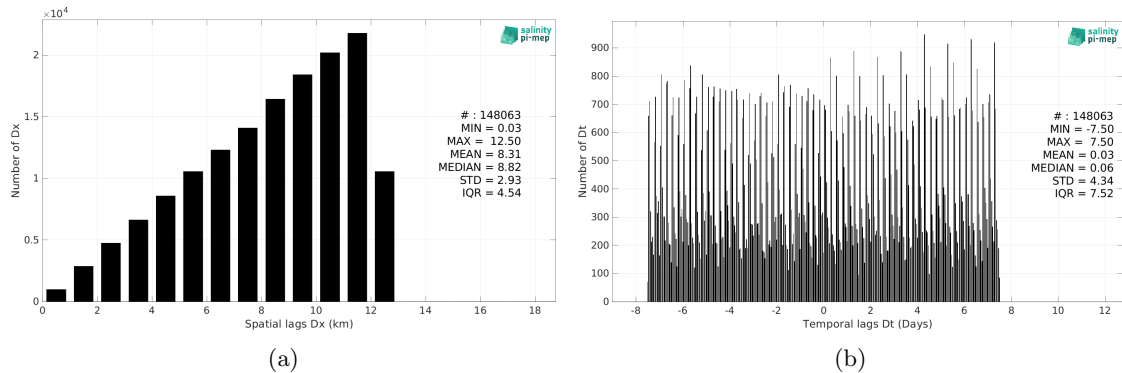 ×10⁴
2
1.5
1
0.5
0
Number of Dx
0 2 4 6 8 10 12 14 16 18
Spatial lags Dx (km)
salinity
pi-mep
# : 148063
MIN = 0.03
MAX = 12.50
MEAN = 8.31
MEDIAN = 8.82
STD = 2.93
IQR = 4.54
(a)
900
800
700
600
500
400
300
200
100
0
Number of Dt
-8 -6 -4 -2 0 2 4 6 8 10 12
Temporal lags Dt (Days)
salinity
pi-mep
# : 148063
MIN = -7.50
MAX = 7.50
MEAN = 0.03
MEDIAN = 0.06
STD = 4.34
IQR = 7.52
(b)